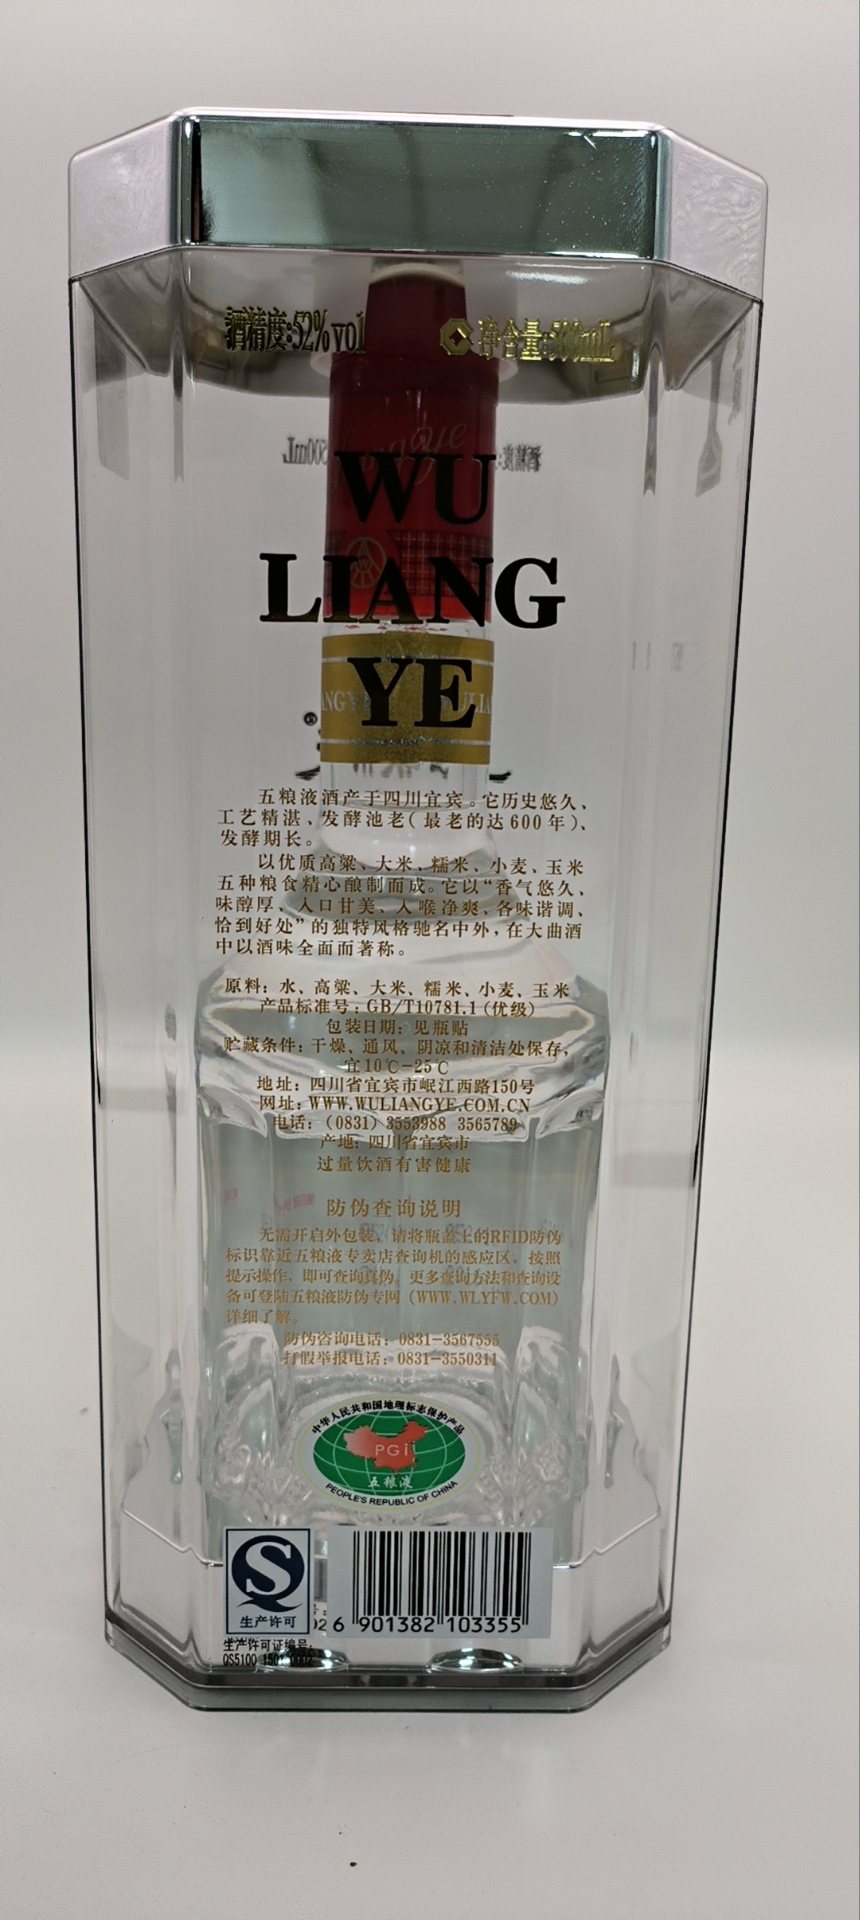 酒精度:52%vol
净含量:500mL
WU
LIANG
YE
五粮液酒产于四川宜宾。它历史悠久、
工艺精湛、发酵池老(最老的达600年)、
发酵期长。
以优质高粱、大米、糯米、小麦、玉米
五种粮食精心酿制而成。它以“香气悠久、
味醇厚、入口甘美、入喉净爽、各味谐调、
恰到好处”的独特风格驰名中外,在大曲酒
中以酒味全面而著称。
原料: 水、高粱、大米、糯米、小麦、玉米
产品标准号:GB/T10781.1(优级)
包装日期: 见瓶贴
贮藏条件: 干燥、通风、阴凉和清洁处保存,
宜10℃-25℃
地址: 四川省宜宾市岷江西路150号
网址: WWW.WULIANGYE.COM.CN
电话: (0831) 3553988 3565789
产地: 四川省宜宾市
过量饮酒有害健康
防伪查询说明
无需开启外包装、请将瓶盖上的RFID防伪
标识靠近五粮液专卖店查询机的感应区, 按照
提示操作, 即可查询真伪。更多查询方法和查询设
备可登陆五粮液防伪专网 (WWW.WLYFW.COM)
详细了解。
防伪咨询电话: 0831-3567555
打假举报电话: 0831-3550311
中华人民共和国地理标志保护产品
PGI
五粮液
PEOPLE'S REPUBLIC OF CHINA
生产许可
6 901382 103355
生产许可证编号:
QS5100